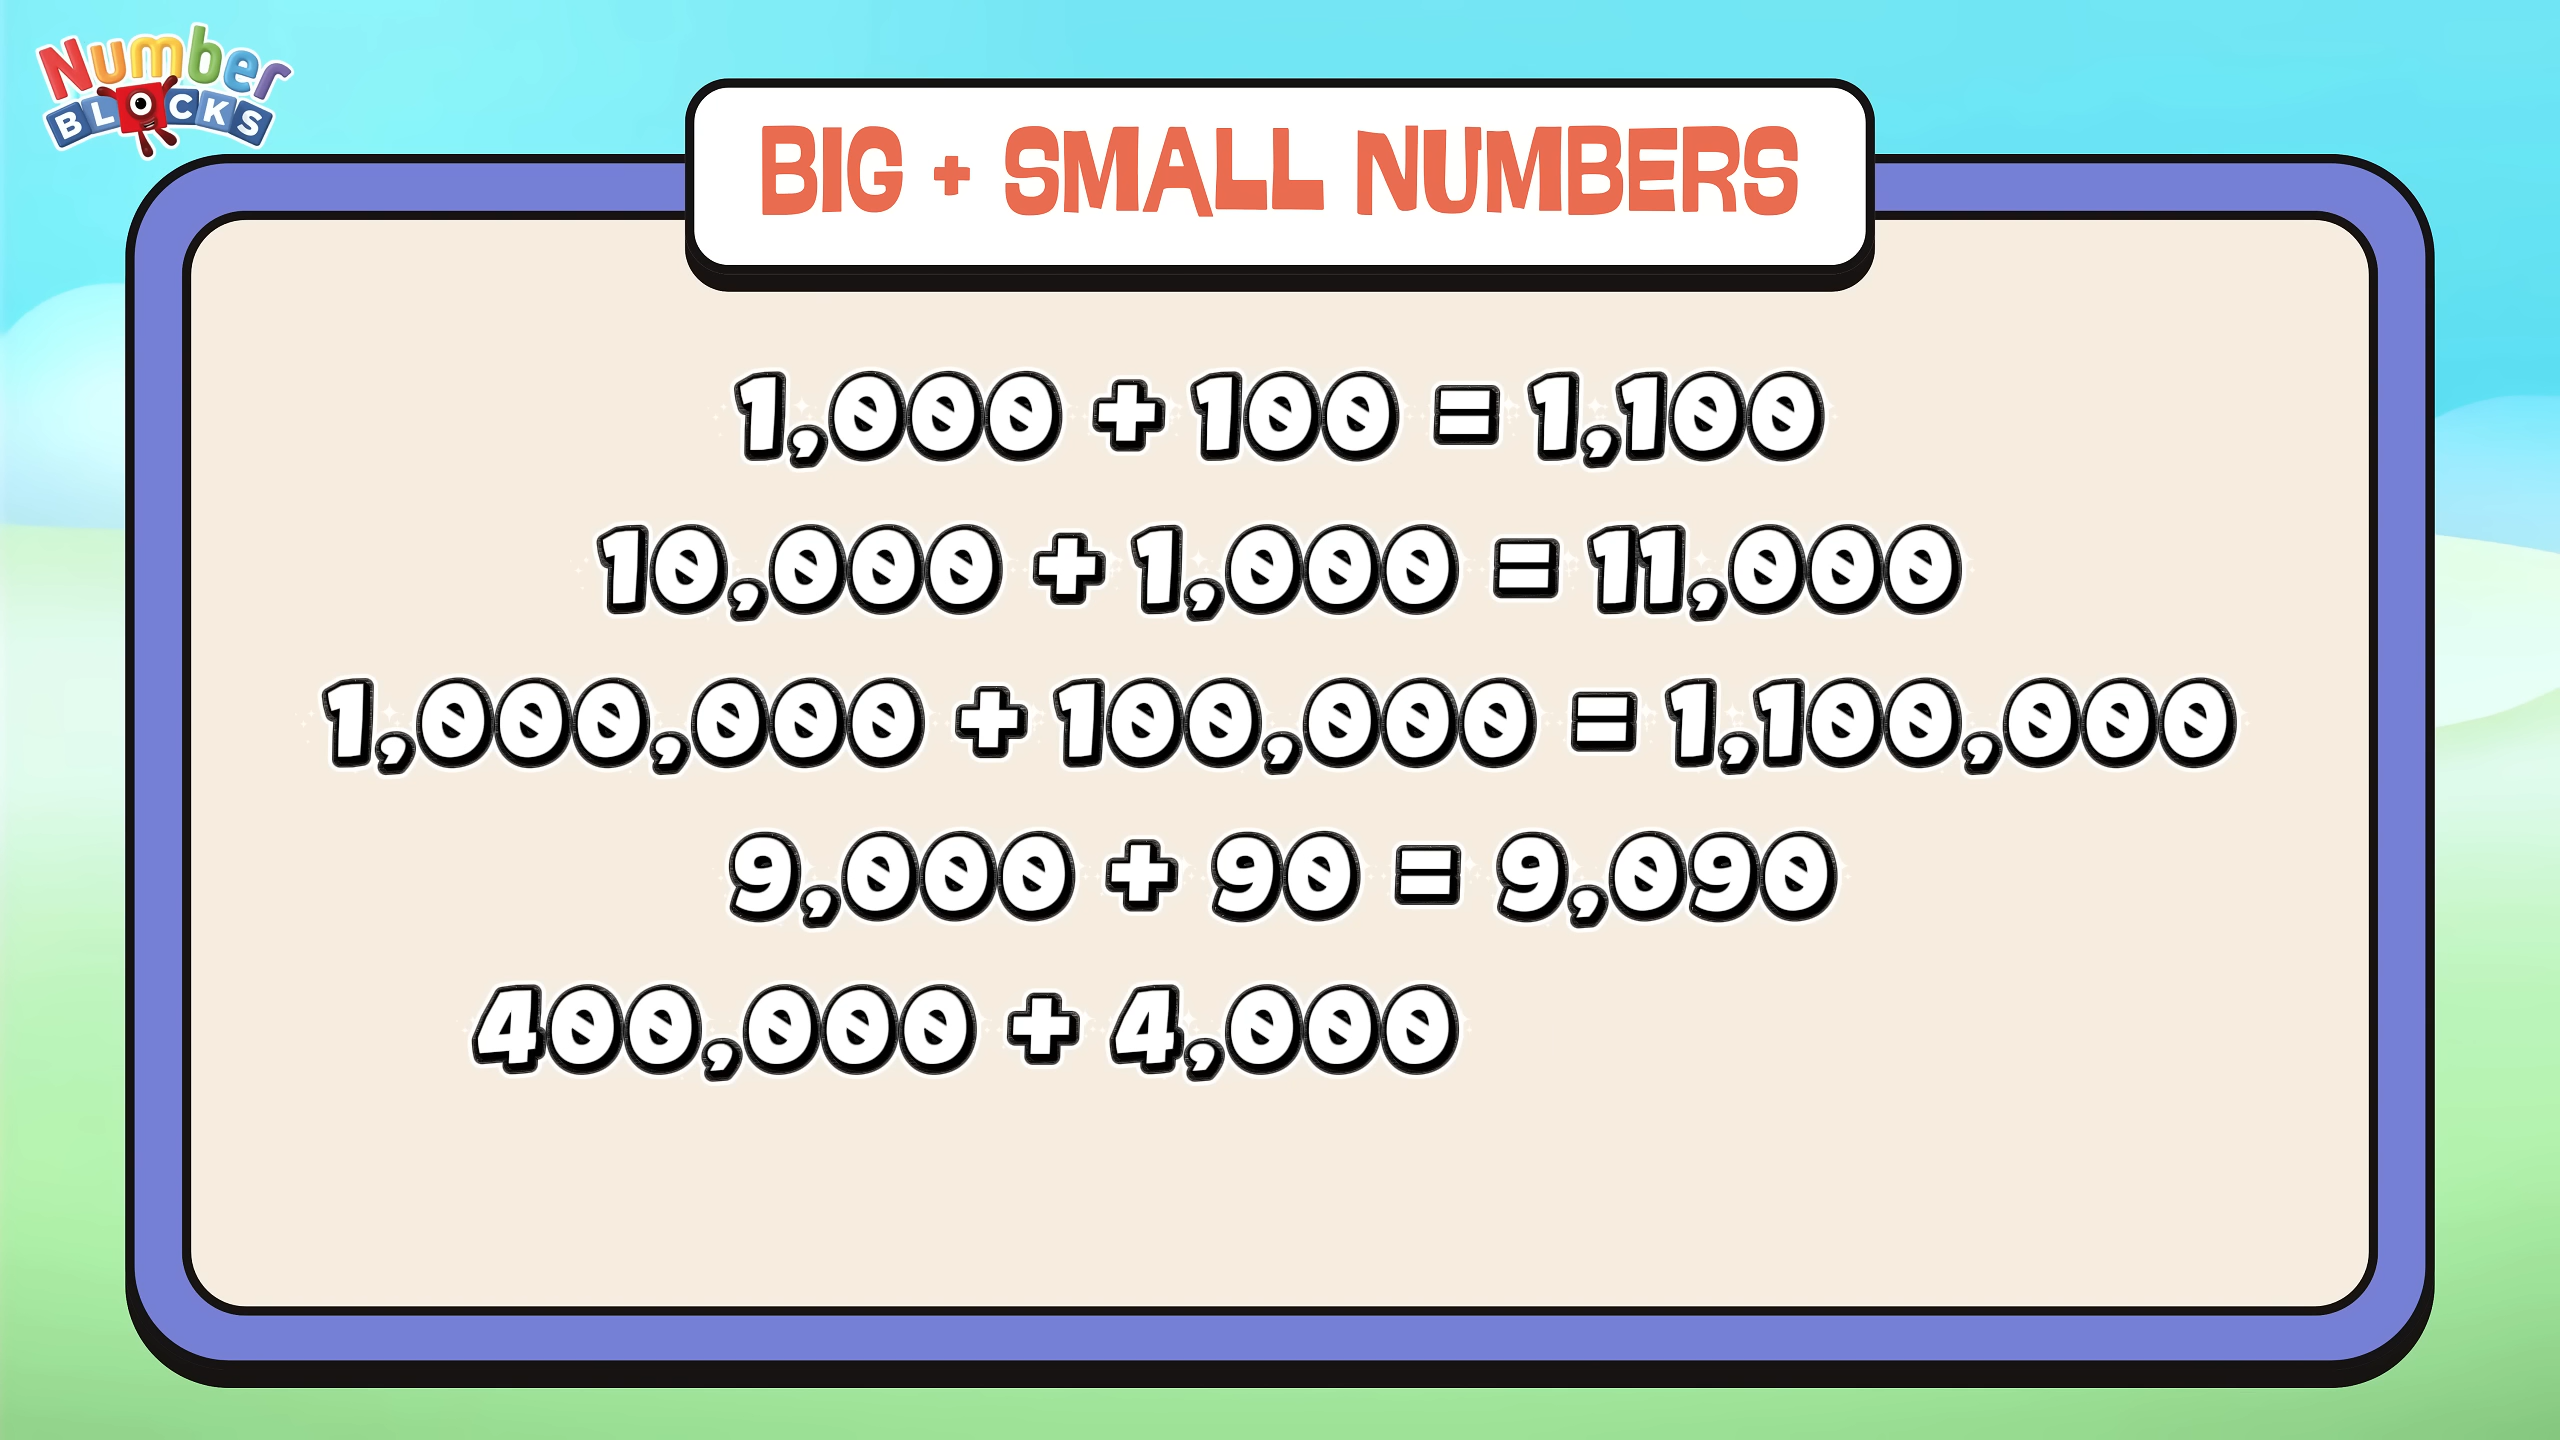 Number
BLOCKS
BIG + SMALL NUMBERS
1,000 + 100 = 1,100
10,000 + 1,000 = 11,000
1,000,000 + 100,000 = 1,100,000
9,000 + 90 = 9,090
400,000 + 4,000